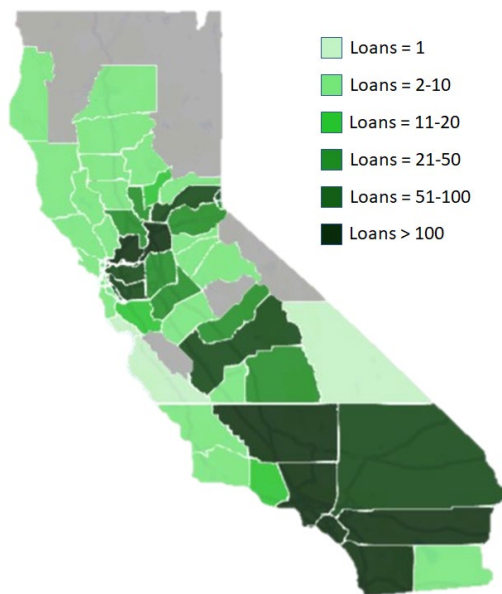 Loans = 1
Loans = 2-10
Loans = 11-20
Loans = 21-50
Loans = 51-100
Loans > 100